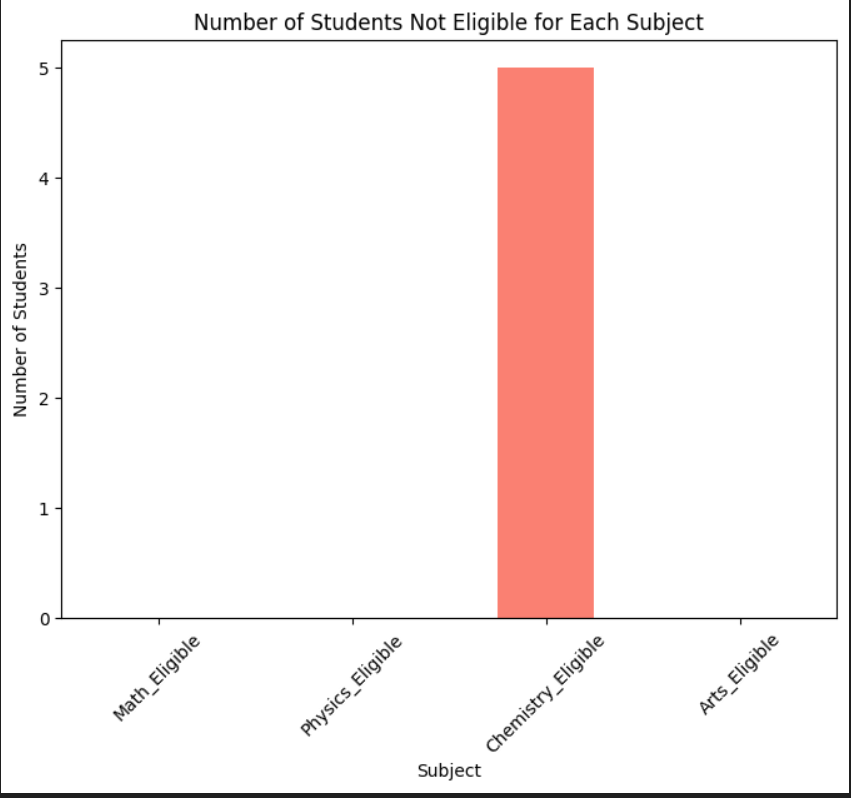 Number of Students Not Eligible for Each Subject
5
4
3
2
1
0
Number of Students
Math_Eligible
Physics_Eligible
Chemistry_Eligible
Arts_Eligible
Subject